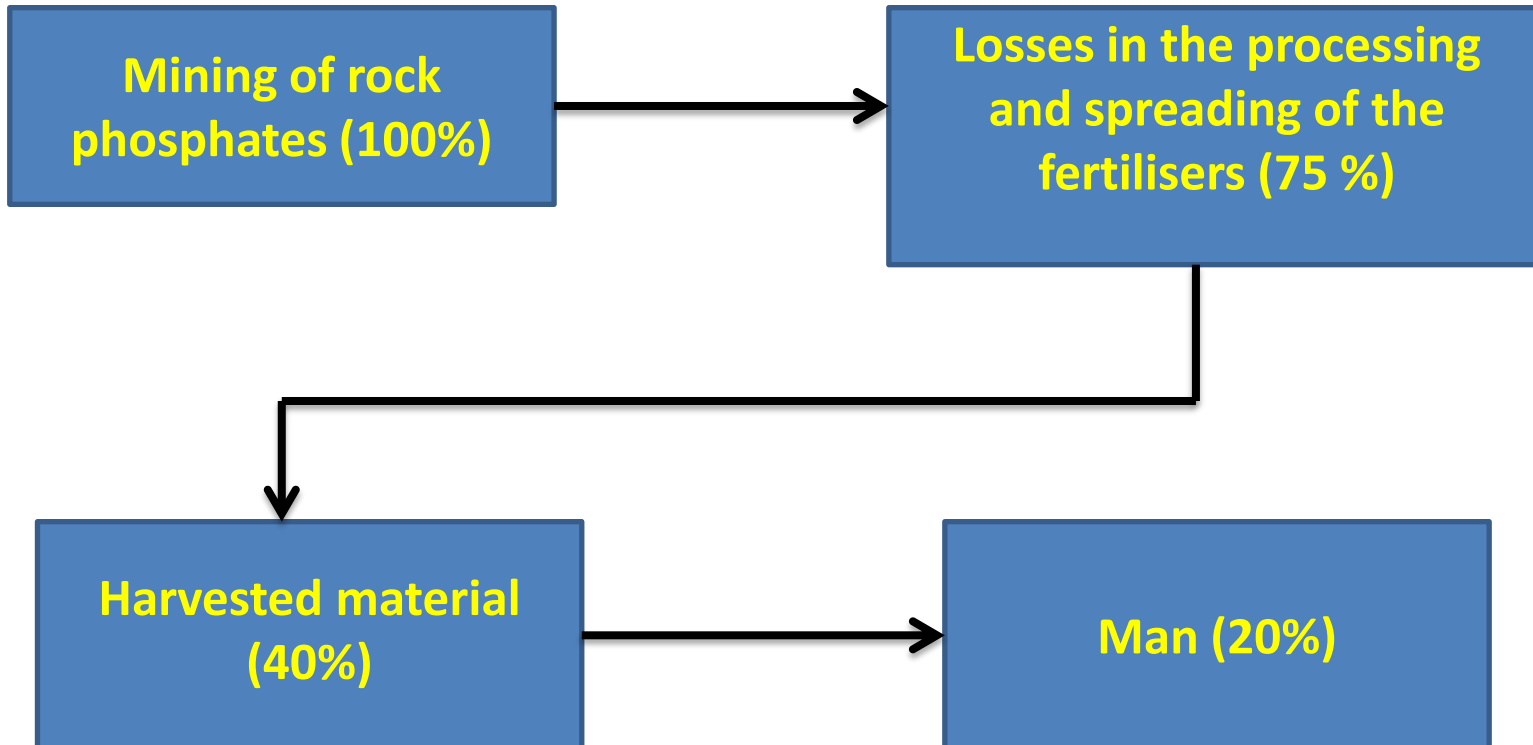 Mining of rock
phosphates (100%)
Losses in the processing
and spreading of the
fertilisers (75 %)
Harvested material
(40%)
Man (20%)